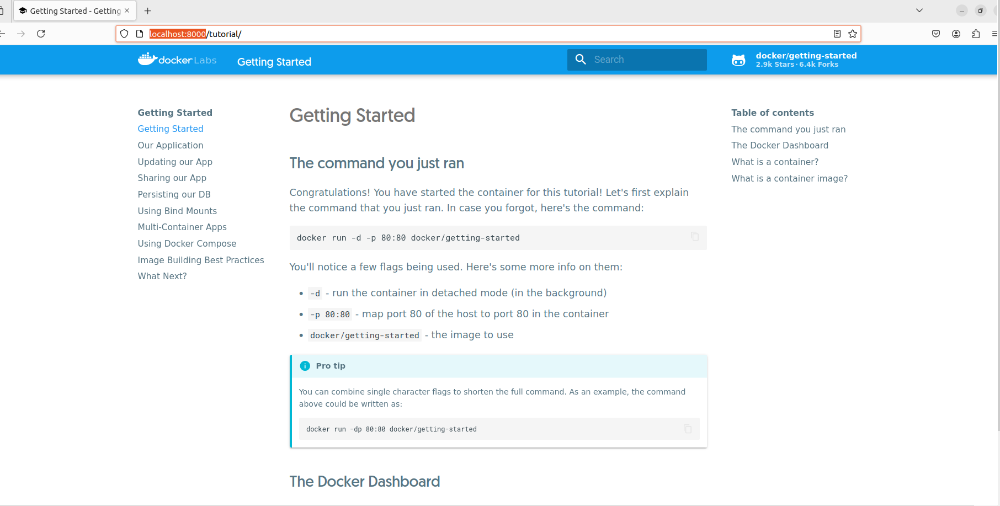 Getting Started - Getting
localhost:8000/tutorial/
docker Labs
Getting Started
Search
docker/getting-started
2.9k Stars · 6.4k Forks
Getting Started
Getting Started
Our Application
Updating our App
Sharing our App
Persisting our DB
Using Bind Mounts
Multi-Container Apps
Using Docker Compose
Image Building Best Practices
What Next?
Getting Started
The command you just ran
Congratulations! You have started the container for this tutorial! Let's first explain
the command that you just ran. In case you forgot, here's the command:
docker run -d -p 80:80 docker/getting-started
You'll notice a few flags being used. Here's some more info on them:
• -d - run the container in detached mode (in the background)
• -p 80:80 - map port 80 of the host to port 80 in the container
• docker/getting-started - the image to use
Pro tip
You can combine single character flags to shorten the full command. As an example, the command
above could be written as:
docker run -dp 80:80 docker/getting-started
The Docker Dashboard
Table of contents
The command you just ran
The Docker Dashboard
What is a container?
What is a container image?